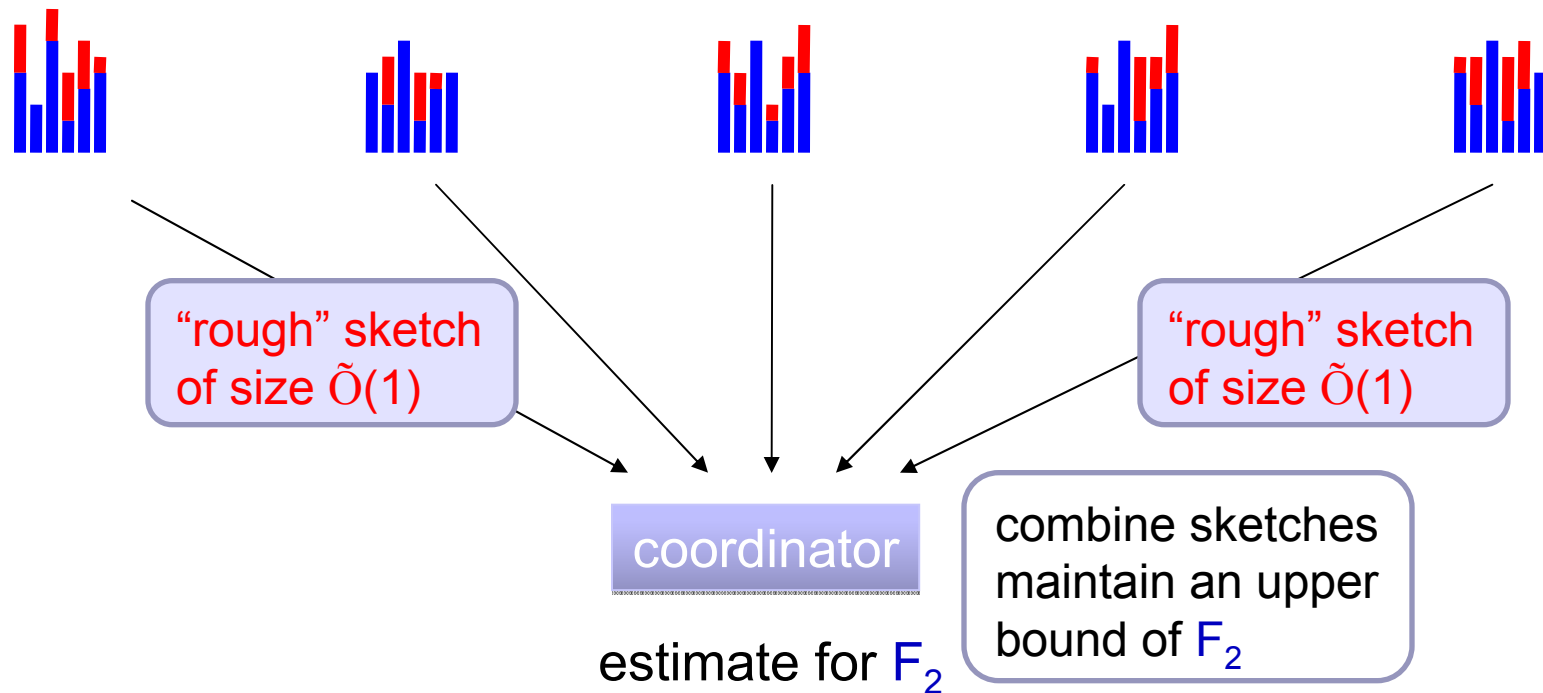 “rough” sketch
of size Õ(1)
“rough” sketch
of size Õ(1)
coordinator
combine sketches
maintain an upper
bound of F₂
estimate for F₂